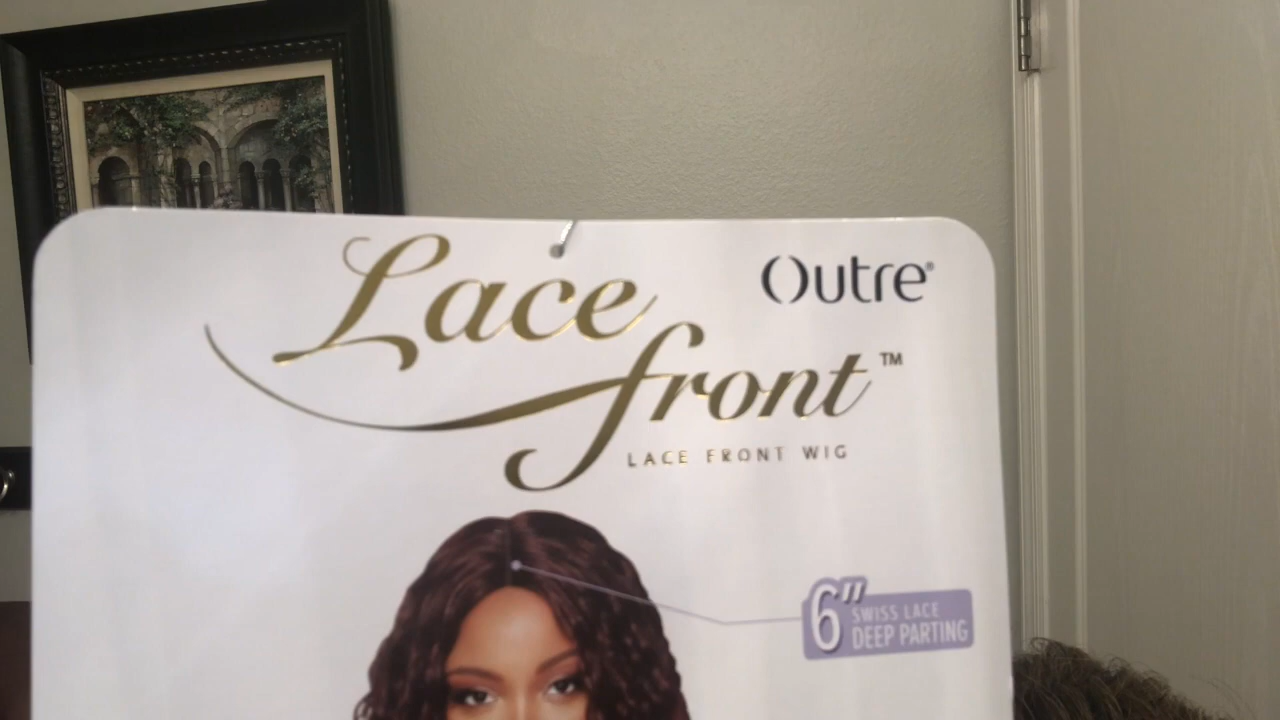 Lace
Outre®
front™
LACE FRONT WIG
6"
SWISS LACE
DEEP PARTING